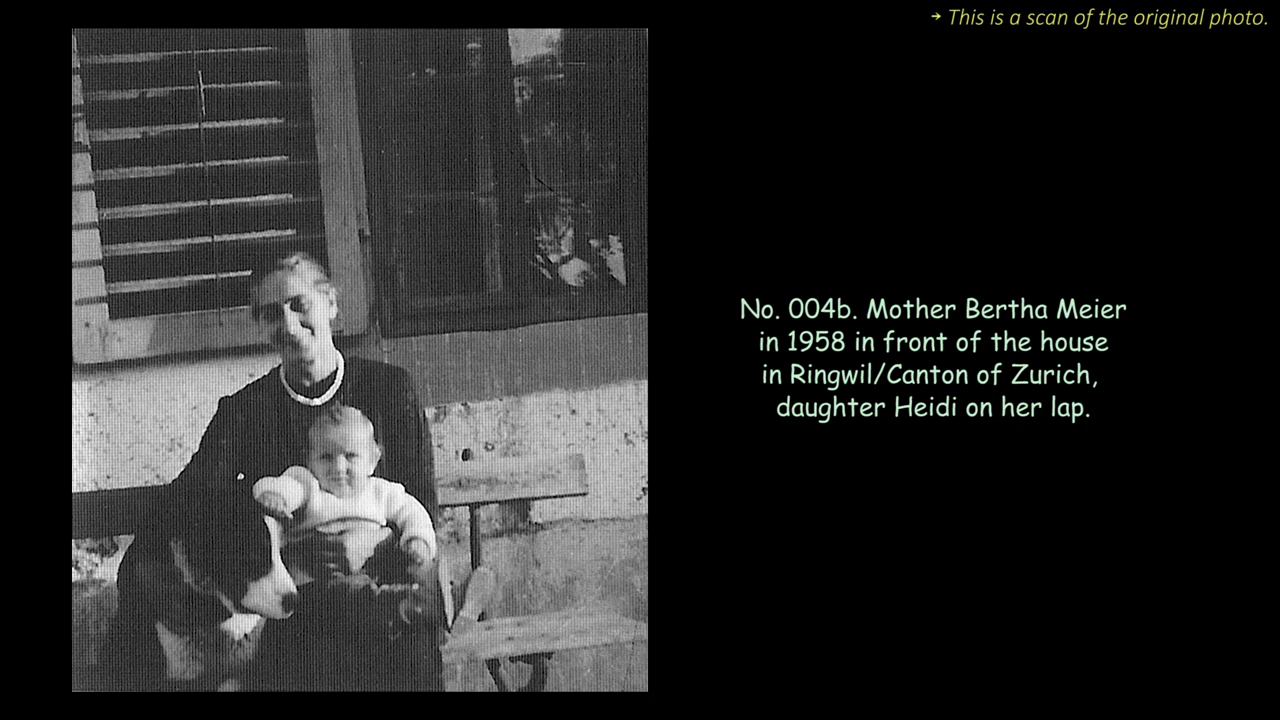 → This is a scan of the original photo.
No. 004b. Mother Bertha Meier
in 1958 in front of the house
in Ringwil/Canton of Zurich,
daughter Heidi on her lap.